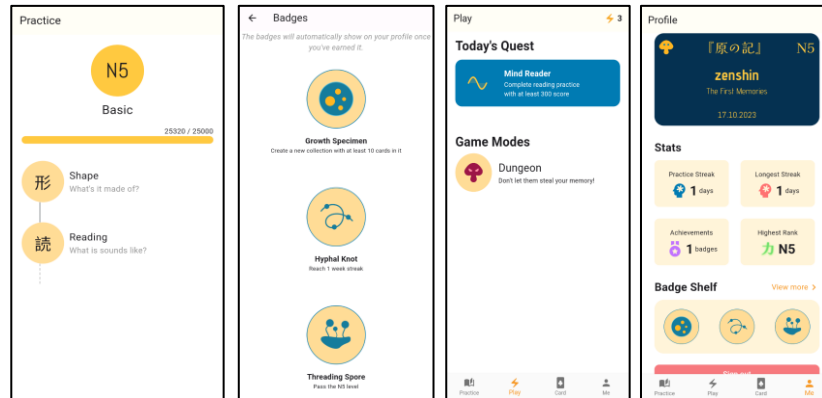 Practice
N5
Basic
25320 / 25000
形
Shape
What's it made of?
読
Reading
What is sounds like?
Badges
The badges will automatically show on your profile once
you've earned it.
Growth Specimen
Create a new collection with at least 10 cards in it
Hyphal Knot
Reach 1 week streak
Threading Spore
Pass the N5 level
Play
3
Today's Quest
Mind Reader
Complete reading practice
with at least 300 score
Game Modes
Dungeon
Don't let them steal your memory!
Practice
Play
Card
Me
Profile
『原の記』
N5
zenshin
The First Memories
17.10.2023
Stats
Practice Streak
1 days
Longest Streak
1 days
Achievements
1 badges
Highest Rank
力 N5
Badge Shelf
View more >
Sign out
Practice
Play
Card
Me